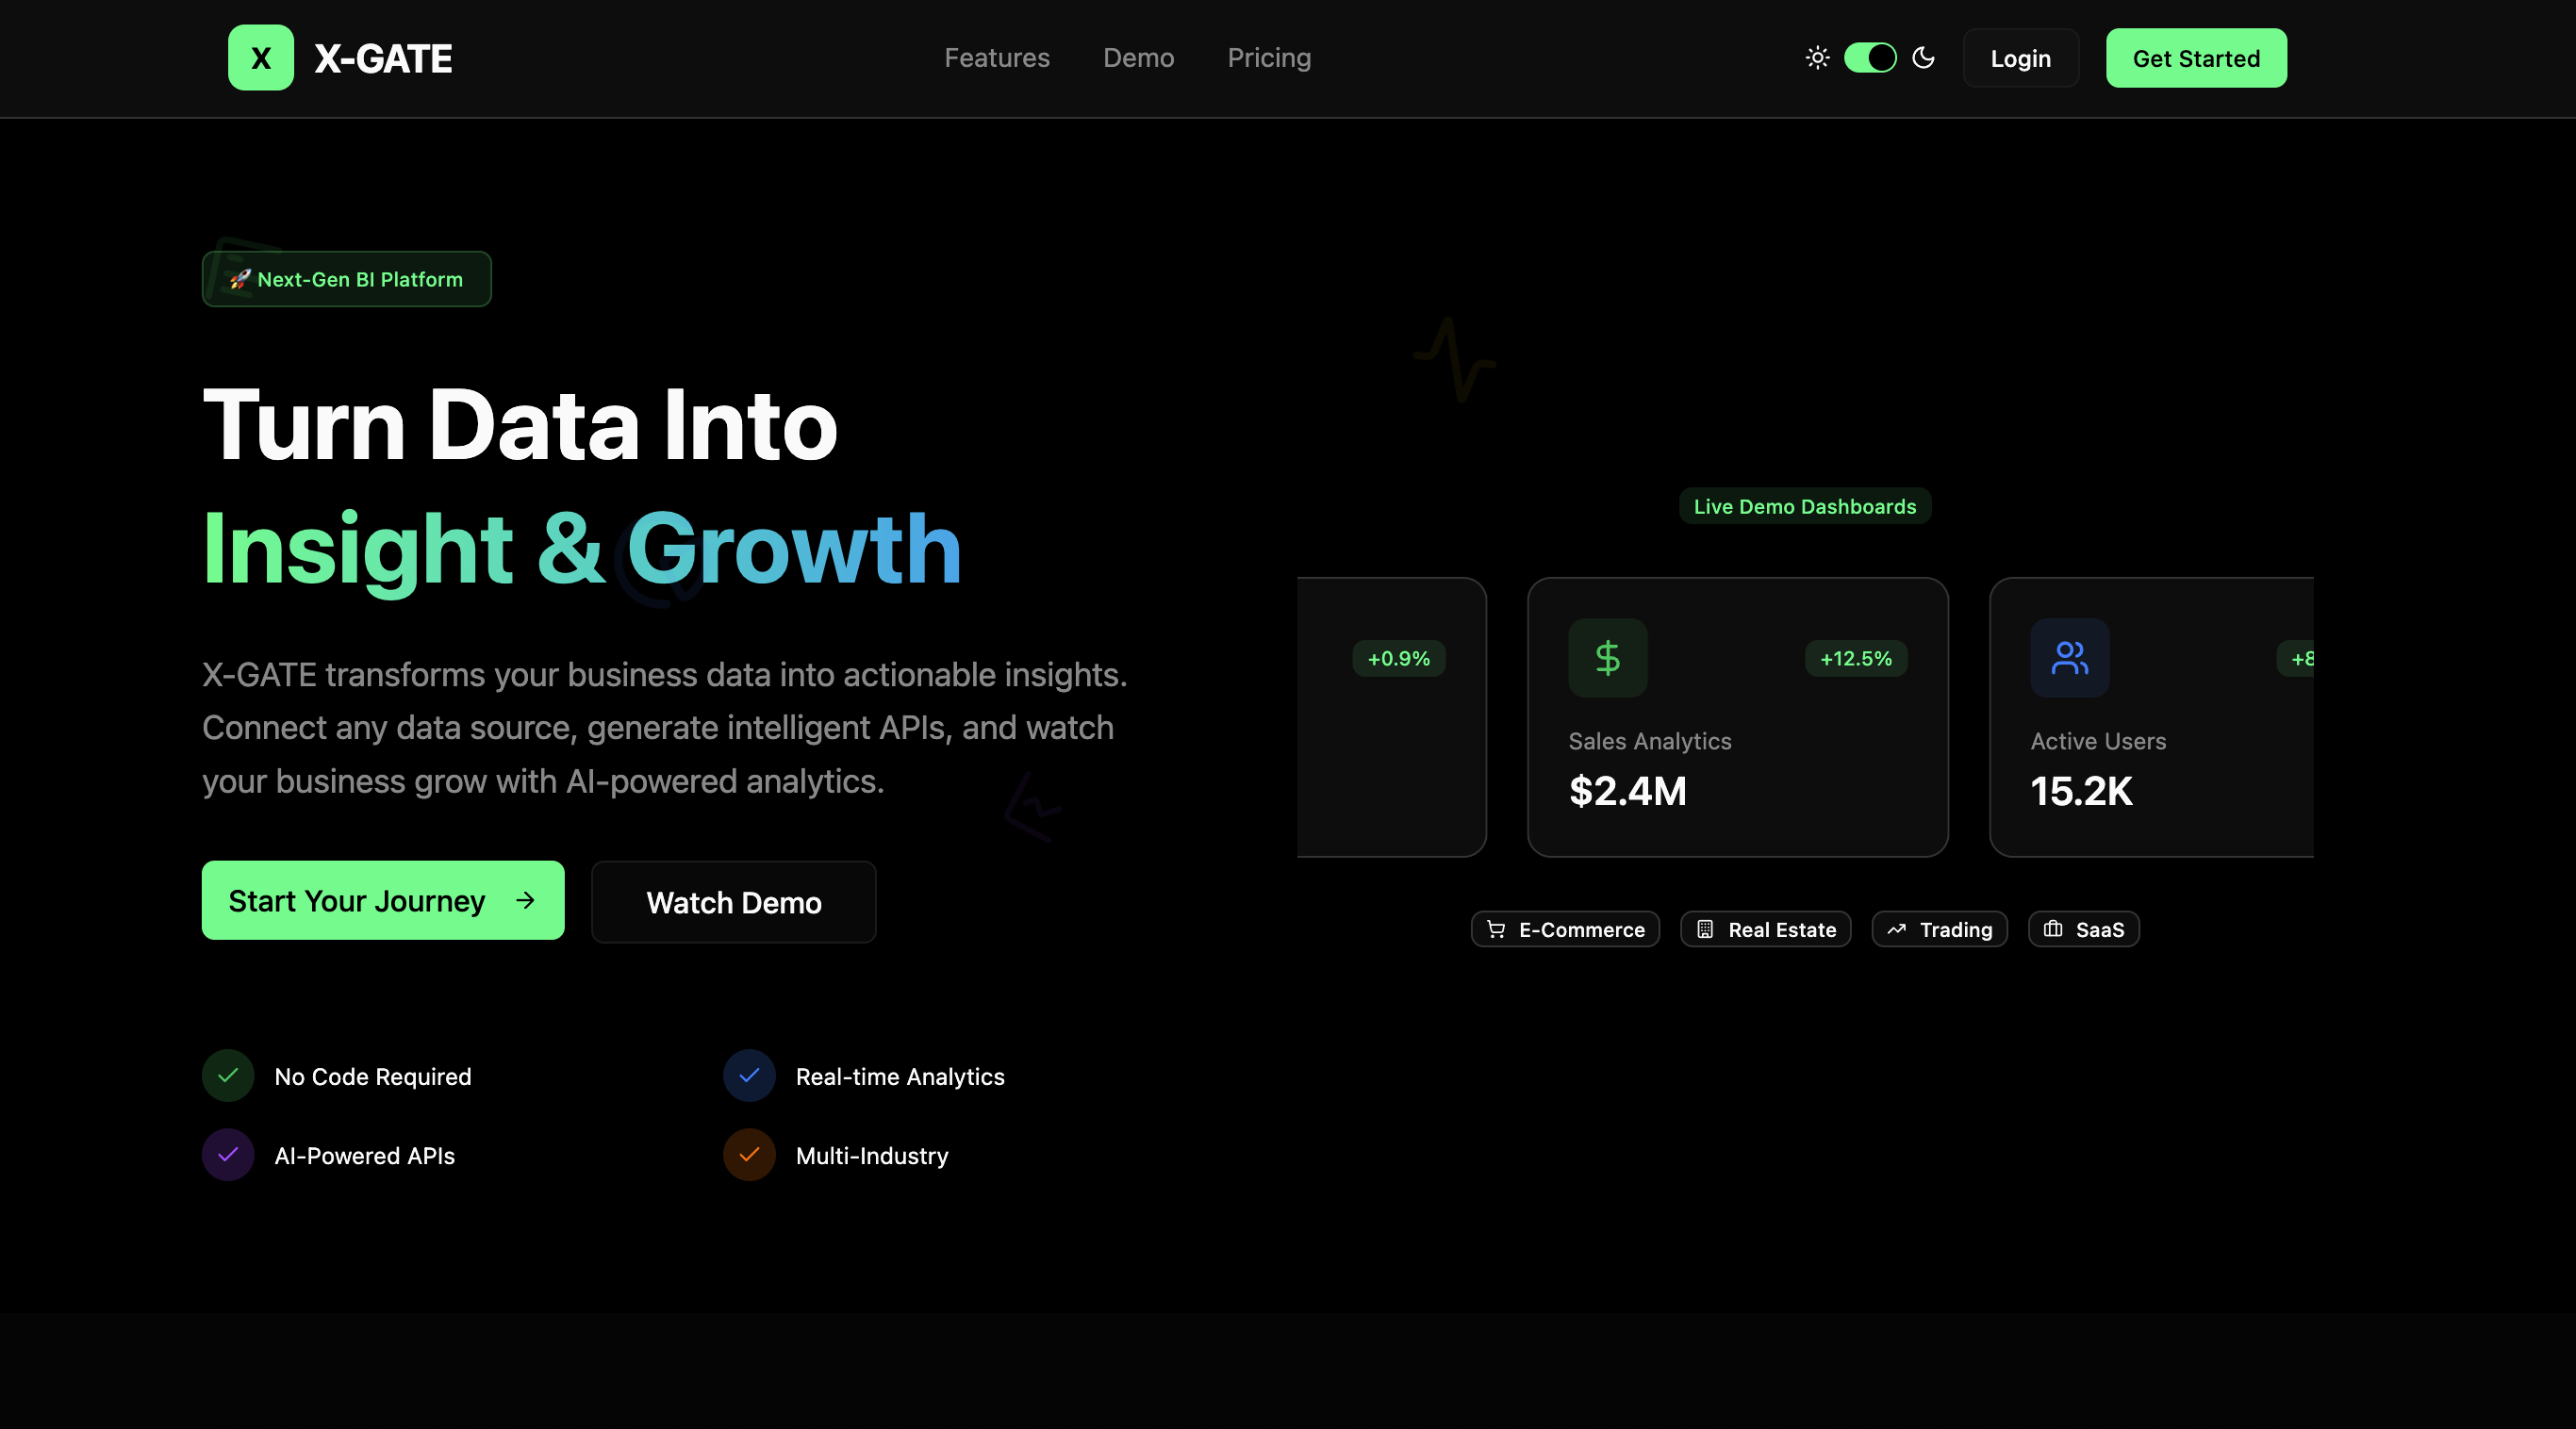 X X-GATE
Features Demo Pricing
Login Get Started
🚀 Next-Gen BI Platform
Turn Data Into
Insight & Growth
X-GATE transforms your business data into actionable insights.
Connect any data source, generate intelligent APIs, and watch
your business grow with AI-powered analytics.
Start Your Journey →
Watch Demo
No Code Required
Real-time Analytics
AI-Powered APIs
Multi-Industry
Live Demo Dashboards
+0.9%
+12.5%
Sales Analytics
$2.4M
+8
Active Users
15.2K
E-Commerce Real Estate Trading SaaS